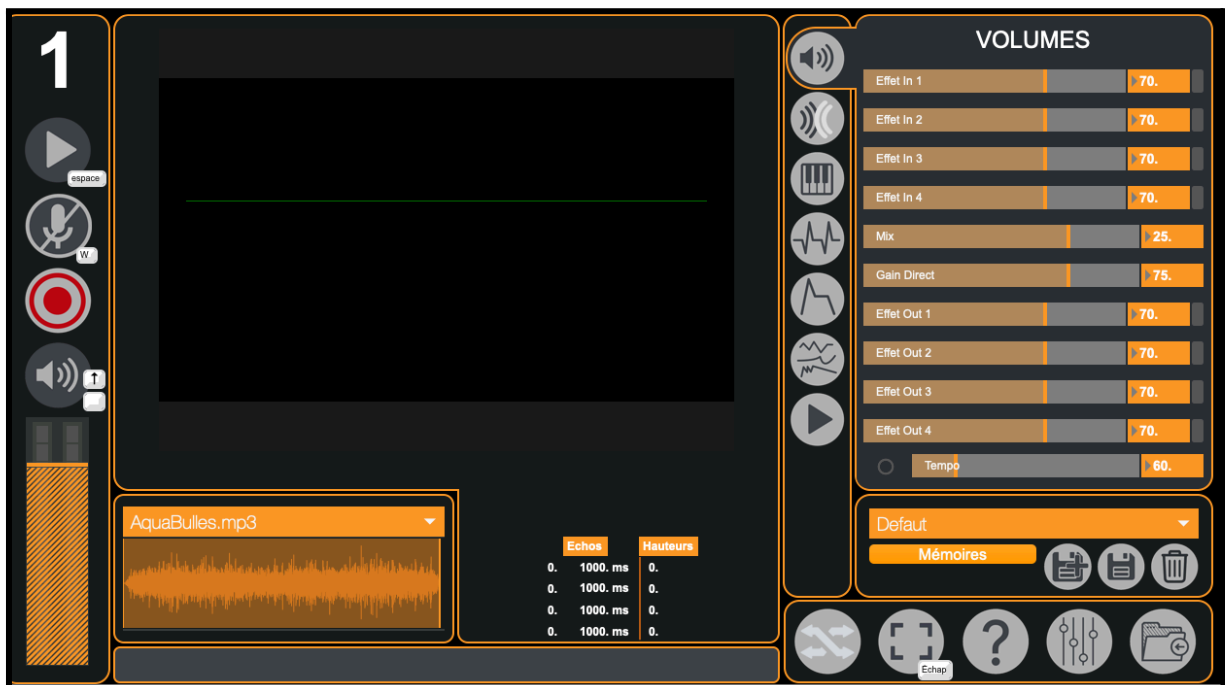 1
espace
W
↑
AquaBulles.mp3
Echos Hauteurs
0. 1000. ms 0.
0. 1000. ms 0.
0. 1000. ms 0.
0. 1000. ms 0.
VOLUMES
Effet In 1 70.
Effet In 2 70.
Effet In 3 70.
Effet In 4 70.
Mix 25.
Gain Direct 75.
Effet Out 1 70.
Effet Out 2 70.
Effet Out 3 70.
Effet Out 4 70.
Tempo 60.
Defaut
Mémoires
?
Échap